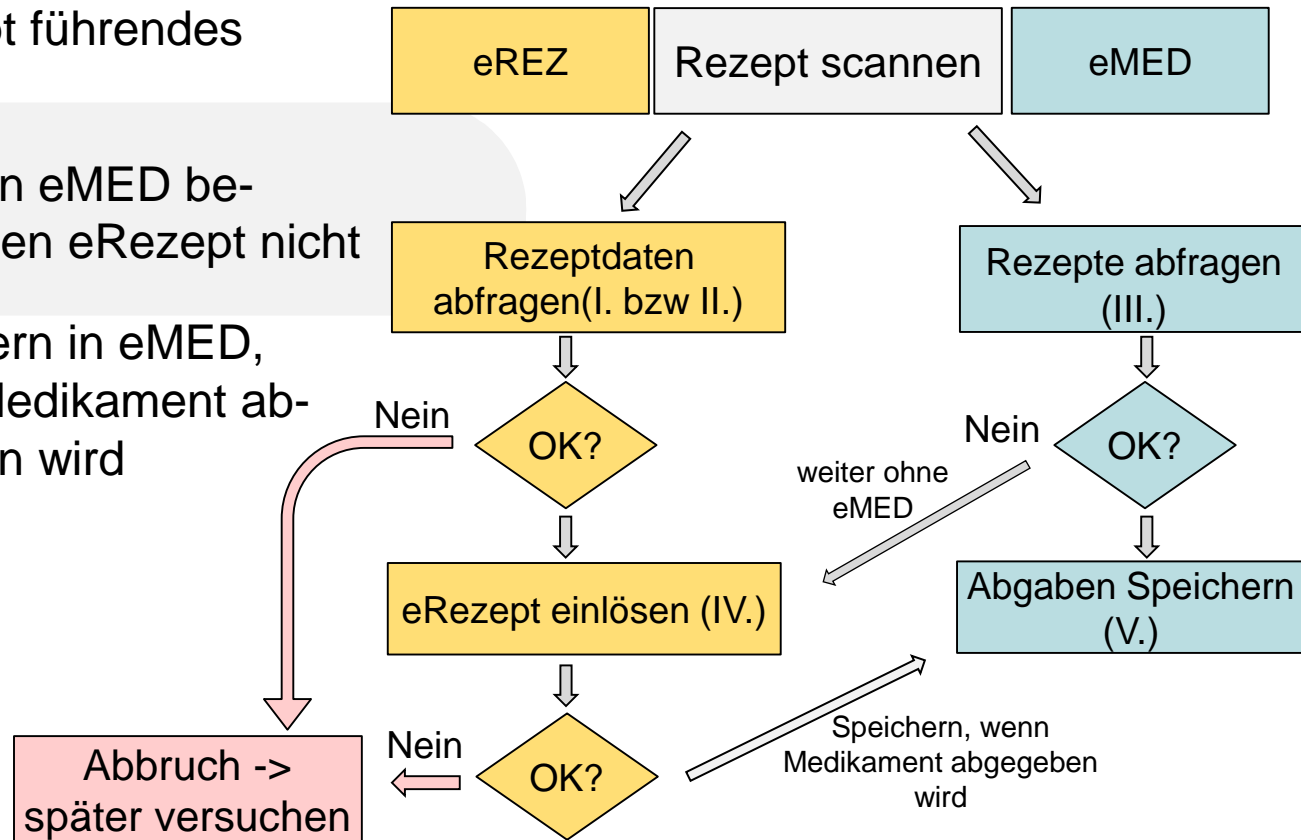 führendes
eREZ
Rezept scannen
eMED
eMED be-
en eRezept nicht
Rezeptdaten
abfragen(I. bzw II.)
Rezepte abfragen
(III.)
in eMED,
ab-
wird
Nein
OK?
Nein
OK?
weiter ohne
eMED
eRezept einlösen (IV.)
Abgaben Speichern
(V.)
Abbruch ->
später versuchen
Nein
OK?
Speichern, wenn
Medikament abgegeben
wird